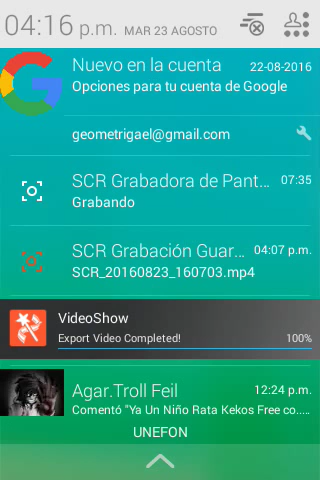 04:16 p.m. MAR 23 AGOSTO
Nuevo en la cuenta 22-08-2016
Opciones para tu cuenta de Google
geometrigael@gmail.com
SCR Grabadora de Pant... 07:35
Grabando
SCR Grabación Guar... 04:07 p.m.
SCR_20160823_160703.mp4
VideoShow
Export Video Completed! 100%
Agar.Troll Feil 12:24 p.m.
Comentó "Ya Un Niño Rata Kekos Free co....
UNEFON